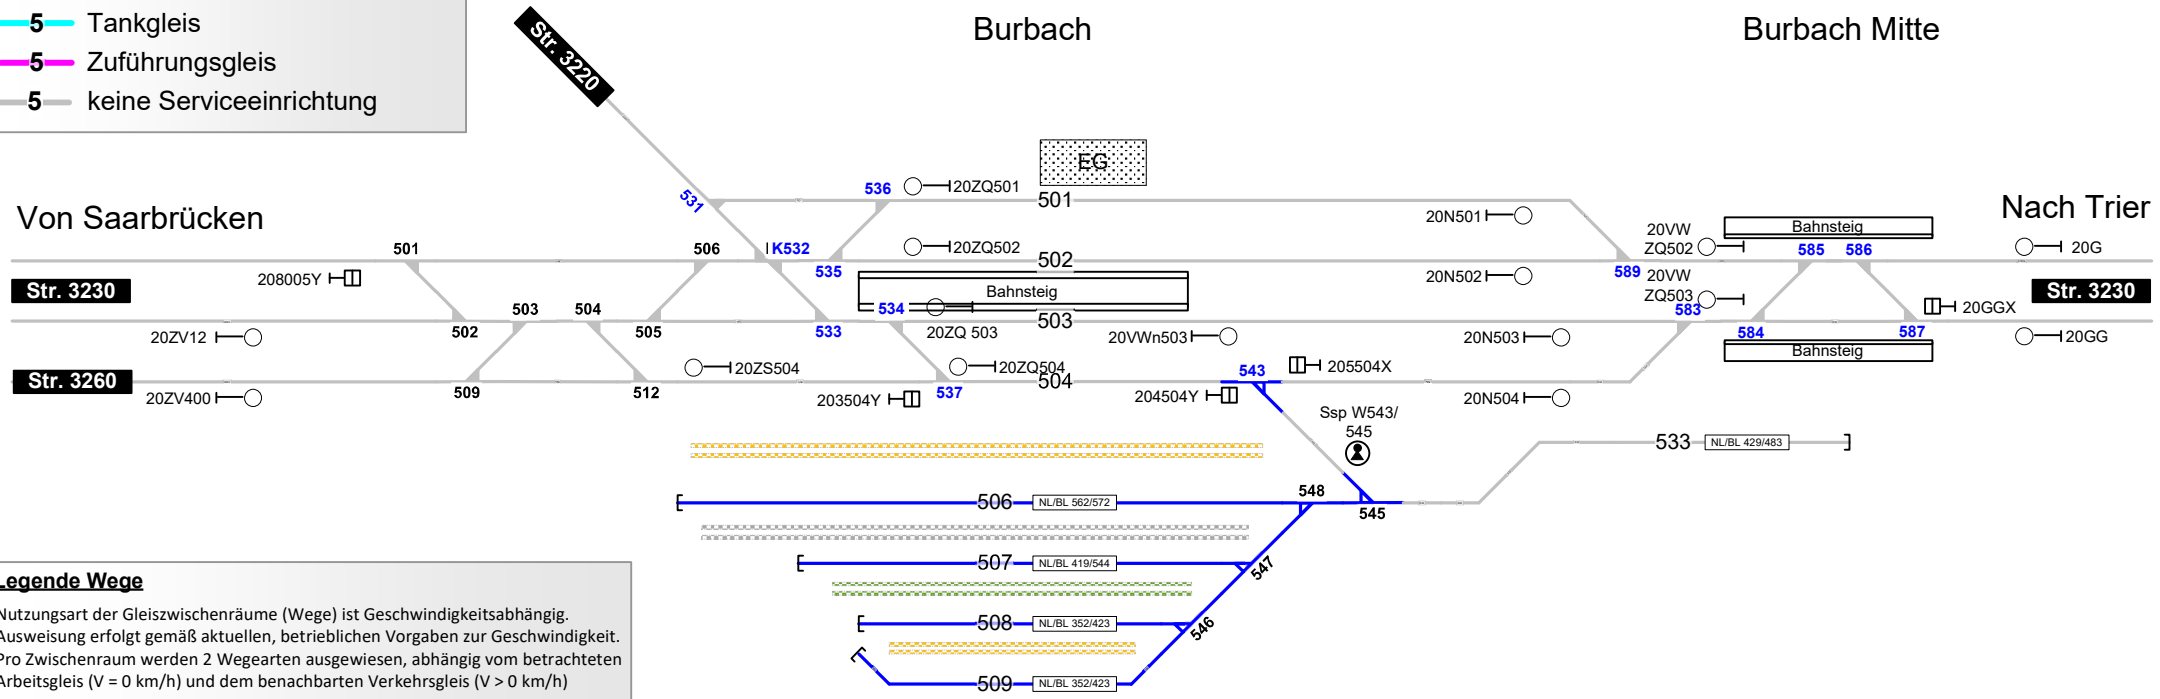 5 Tankgleis
5 Zuführungsgleis
5 keine Serviceeinrichtung
Str. 3220
Burbach
Burbach Mitte
Von Saarbrücken
Nach Trier
EG
531
536
20ZQ501
501
20N501
20VW
ZQ502
Bahnsteig
501
506
K532
20ZQ502
502
585
586
20G
208005Y
535
20N502
589
20VW
ZQ503
Str. 3230
Bahnsteig
Str. 3230
503
504
534
583
20GGX
20ZV12
502
505
533
20ZQ 503
503
20VWn503
20N503
584
587
20GG
Bahnsteig
Str. 3260
20ZS504
20ZQ504
504
543
205504X
20ZV400
509
512
203504Y
537
204504Y
20N504
Ssp W543/
545
533
NL/BL 429/483
506
NL/BL 562/572
548
545
507
NL/BL 419/544
547
508
NL/BL 352/423
546
509
NL/BL 352/423
Legende Wege
Nutzungsart der Gleiszwischenräume (Wege) ist Geschwindigkeitsabhängig.
Ausweisung erfolgt gemäß aktuellen, betrieblichen Vorgaben zur Geschwindigkeit.
Pro Zwischenraum werden 2 Wegearten ausgewiesen, abhängig vom betrachteten
Arbeitsgleis (V = 0 km/h) und dem benachbarten Verkehrsgleis (V > 0 km/h)